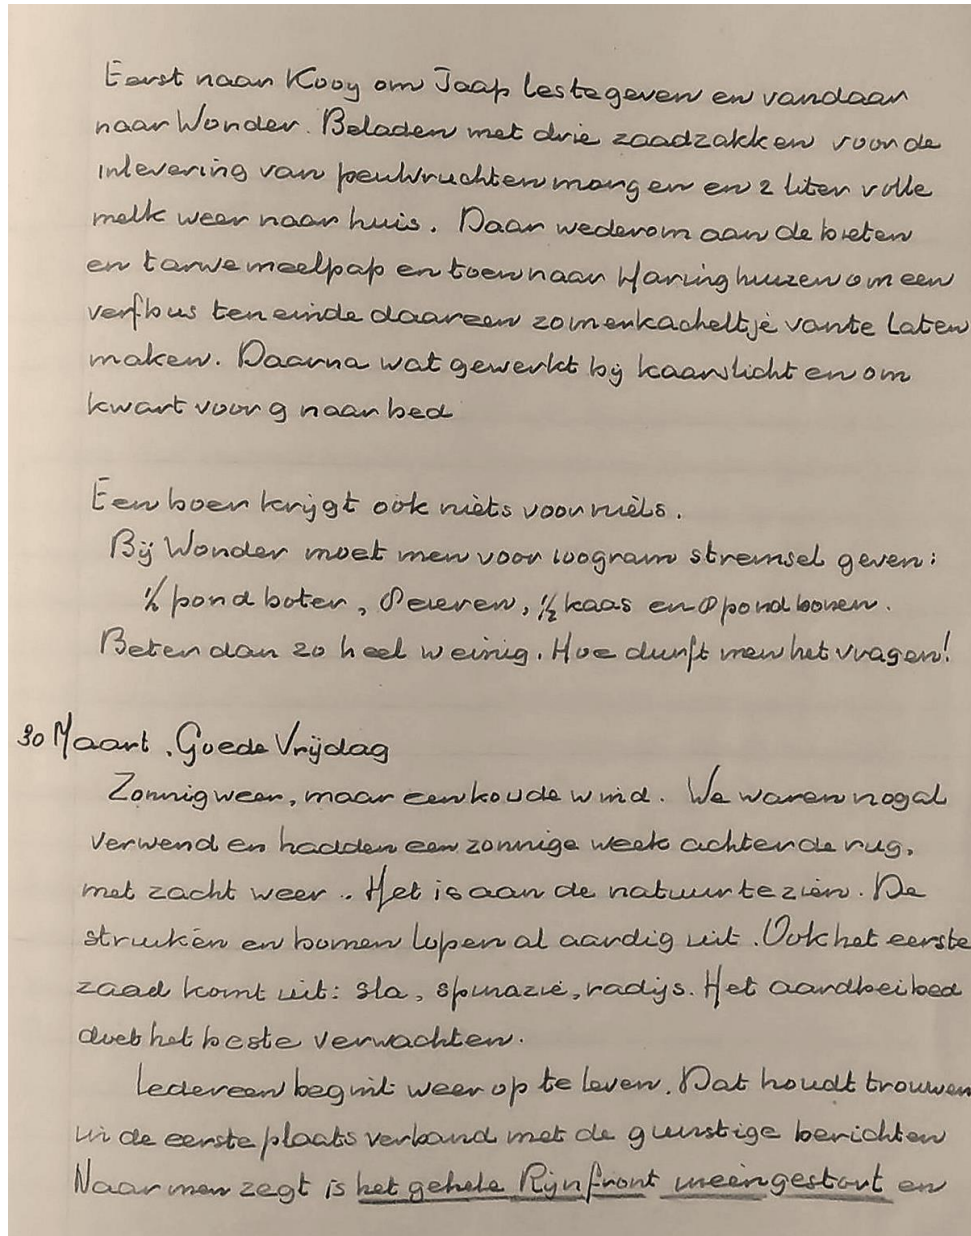 Eerst naar Kooy om Jaap les te geven en vandaar
naar Wonder. Beladen met drie zaadzakken voor de
inlevering van peulvruchten morgen en 2 liter volle
melk weer naar huis. Daar wederom aan de bieten
en tarwemeelpap en toen naar Haringhuizen om een
verfbus ten einde daar een zomerkacheltje van te laten
maken. Daarna wat gewerkt bij kaarslicht en om
kwart voor 9 naar bed
Een boer krijgt ook niets voor niets.
Bij Wonder moet men voor 100 gram stremsel geven:
1/2 pond boter, 8 eieren, 1/2 kaas en 8 pond bonen.
Beter dan zo heel weinig. Hoe durft men het vragen!
30 Maart. Goede Vrijdag
Zonnig weer, maar een koude wind. We waren nogal
verwend en hadden een zonnige week achter de rug,
met zacht weer.. Het is aan de natuur te zien. De
struiken en bomen lopen al aardig uit. Ook het eerste
zaad komt uit: sla, spinazie, radijs. Het aardbeibed
doet het beste verwachten.
Iedereen begint weer op te leven. Dat houdt trouwen
in de eerste plaats verband met de gunstige berichten
Naar men zegt is het gehele Rijnfront ineengestort en